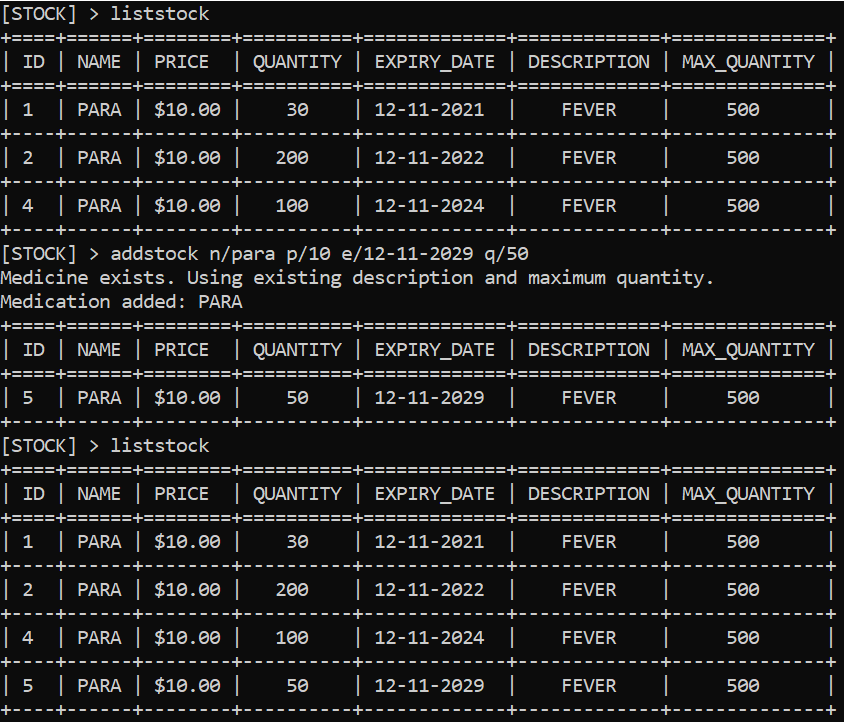 [STOCK] > liststock
+====+======+========+==========+=============+=============+==============+
| ID | NAME | PRICE  | QUANTITY | EXPIRY_DATE | DESCRIPTION | MAX_QUANTITY |
+====+======+========+==========+=============+=============+==============+
| 1  | PARA | $10.00 |    30    | 12-11-2021  |    FEVER    |     500      |
+----+------+--------+----------+-------------+-------------+--------------+
| 2  | PARA | $10.00 |   200    | 12-11-2022  |    FEVER    |     500      |
+----+------+--------+----------+-------------+-------------+--------------+
| 4  | PARA | $10.00 |   100    | 12-11-2024  |    FEVER    |     500      |
+----+------+--------+----------+-------------+-------------+--------------+
[STOCK] > addstock n/para p/10 e/12-11-2029 q/50
Medicine exists. Using existing description and maximum quantity.
Medication added: PARA
+====+======+========+==========+=============+=============+==============+
| ID | NAME | PRICE  | QUANTITY | EXPIRY_DATE | DESCRIPTION | MAX_QUANTITY |
+====+======+========+==========+=============+=============+==============+
| 5  | PARA | $10.00 |    50    | 12-11-2029  |    FEVER    |     500      |
+----+------+--------+----------+-------------+-------------+--------------+
[STOCK] > liststock
+====+======+========+==========+=============+=============+==============+
| ID | NAME | PRICE  | QUANTITY | EXPIRY_DATE | DESCRIPTION | MAX_QUANTITY |
+====+======+========+==========+=============+=============+==============+
| 1  | PARA | $10.00 |    30    | 12-11-2021  |    FEVER    |     500      |
+----+------+--------+----------+-------------+-------------+--------------+
| 2  | PARA | $10.00 |   200    | 12-11-2022  |    FEVER    |     500      |
+----+------+--------+----------+-------------+-------------+--------------+
| 4  | PARA | $10.00 |   100    | 12-11-2024  |    FEVER    |     500      |
+----+------+--------+----------+-------------+-------------+--------------+
| 5  | PARA | $10.00 |    50    | 12-11-2029  |    FEVER    |     500      |
+----+------+--------+----------+-------------+-------------+--------------+